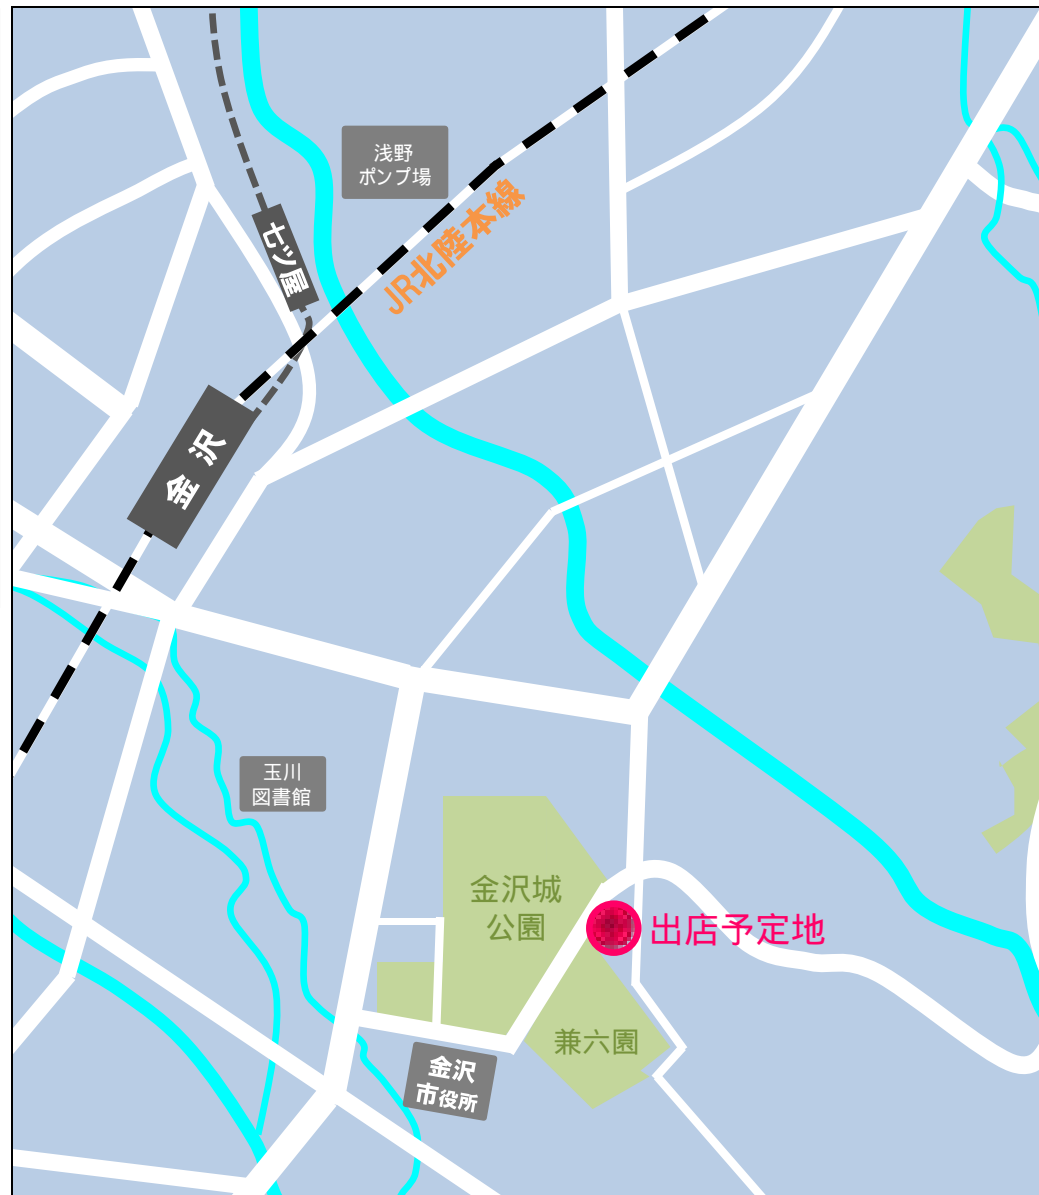 浅野
ポンプ場
七ツ屋
JR北陸本線
金沢
玉川
図書館
金沢城
公園
出店予定地
兼六園
金沢
市役所